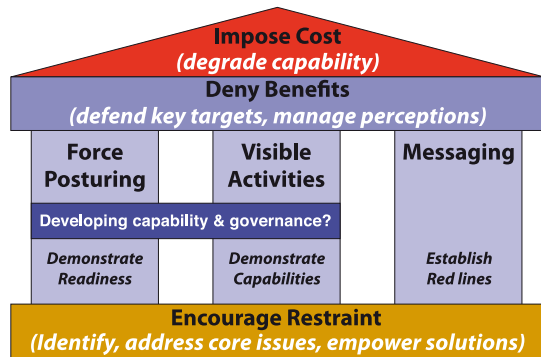 Impose Cost
(degrade capability)
Deny Benefits
(defend key targets, manage perceptions)
Force
Posturing
Visible
Activities
Messaging
Developing capability & governance?
Demonstrate
Readiness
Demonstrate
Capabilities
Establish
Red lines
Encourage Restraint
(Identify, address core issues, empower solutions)